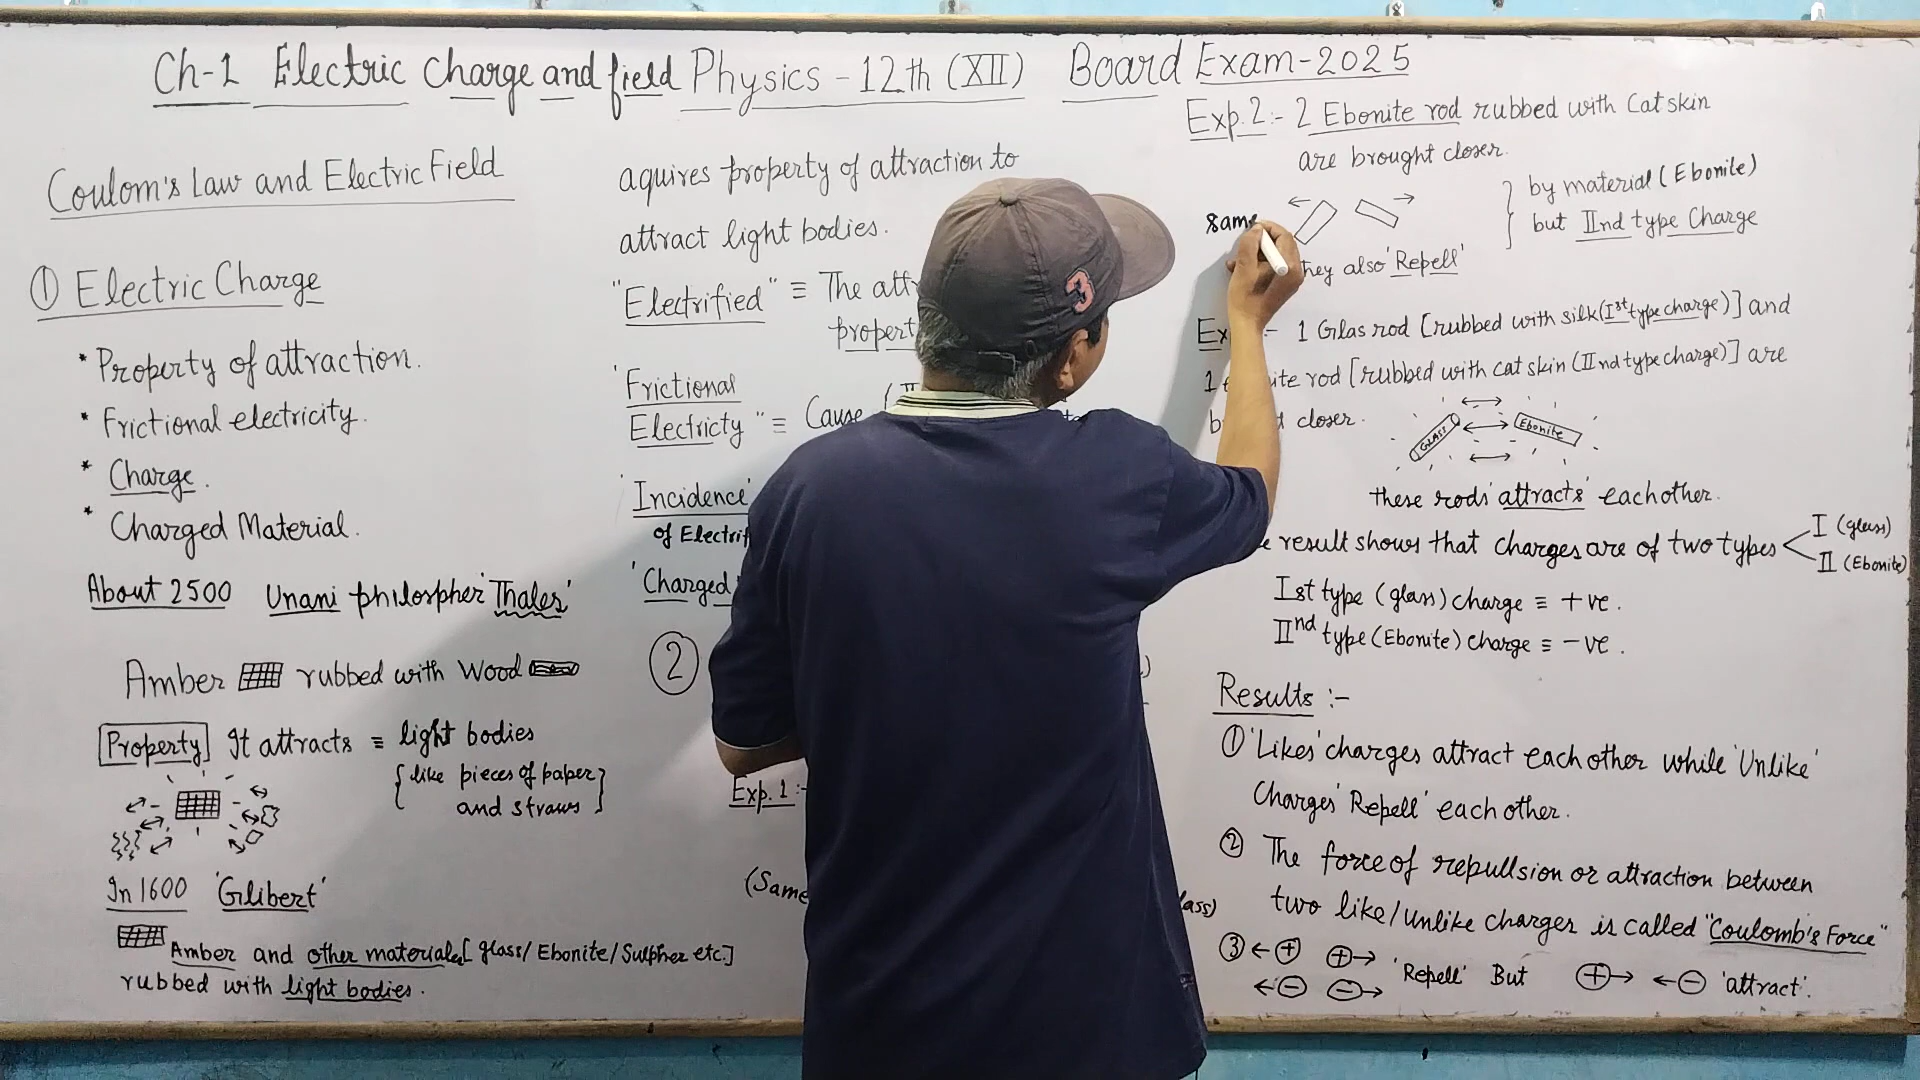 Ch-1 Electric Charge and field Physics - 12th (XII) Board Exam-2025
Coulom's Law and Electric Field
① Electric Charge
* Property of attraction.
* Frictional electricity.
* Charge.
* Charged Material.
About 2500 Unani philospher 'Thales'
Amber rubbed with Wood
Property It attracts ≡ light bodies
{like pieces of paper
and straws}
In 1600 'Gilibert'
Amber and other materials [glass/Ebonite/Sulpher etc.]
rubbed with light bodies.
aquires property of attraction to
attract light bodies.
"Electrified" ≡ The
propert
'Frictional
Electricty" ≡ Cause
'Incidence'
of Electrif
'Charged'
②
Exp. 1:-
(Same
lass)
3
Exp. 2:- 2 Ebonite rod rubbed with Cat skin
are brought closer.
same
} by material (Ebonite)
but IInd type Charge
hey also 'Repell'
Ex :- 1 Glas rod [rubbed with silk (Ist type charge)] and
1 ite rod [rubbed with cat skin (IInd type charge)] are
closer.
GLASS Ebonite
these rods 'attracts' eachother.
e result shows that charges are of two types I (glass)
II (Ebonite)
Ist type (glass) charge ≡ +ve.
IInd type (Ebonite) charge ≡ -ve.
Results :-
① 'Likes' charges attract each other while 'Unlike'
Charges 'Repell' each other.
② The force of repullsion or attraction between
two like/unlike charger is called "Coulomb's Force"
③ ←⊕ ⊕→ 'Repell' But ⊕→ ←⊖ 'attract'.
←⊖ ⊖→